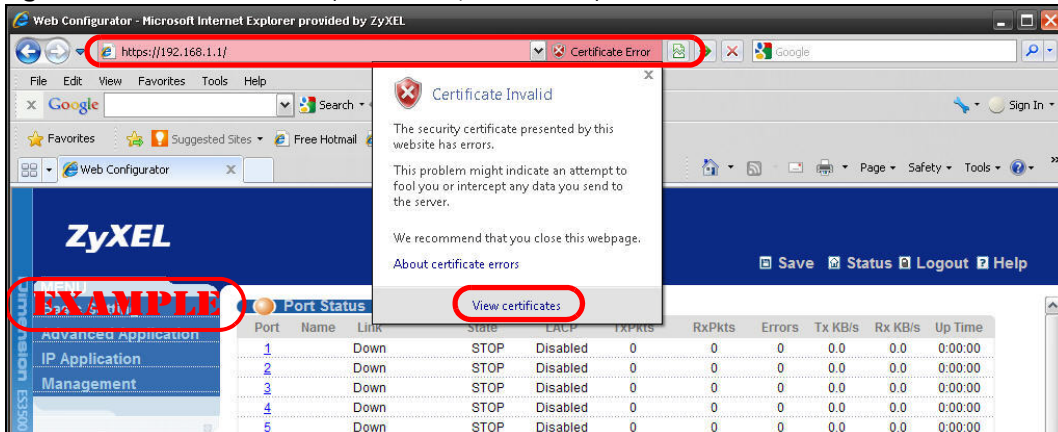 Web Configurator - Microsoft Internet Explorer provided by ZyXEL
https://192.168.1.1/
Certificate Error
Google
File Edit View Favorites Tools Help
x Google
Search
Sign In
Favorites
Suggested Sites
Free Hotmail
Web Configurator
Page
Safety
Tools
Certificate Invalid
The security certificate presented by this
website has errors.
This problem might indicate an attempt to
fool you or intercept any data you send to
the server.
We recommend that you close this webpage.
About certificate errors
View certificates
ZyXEL
Save Status Logout Help
Dimension ES3500
MENU
EXAMPLE
Advanced Application
IP Application
Management
Port Status
Port Name Link State LACP TxPkts RxPkts Errors Tx KB/s Rx KB/s Up Time
1 Down STOP Disabled 0 0 0 0.0 0.0 0:00:00
2 Down STOP Disabled 0 0 0 0.0 0.0 0:00:00
3 Down STOP Disabled 0 0 0 0.0 0.0 0:00:00
4 Down STOP Disabled 0 0 0 0.0 0.0 0:00:00
5 Down STOP Disabled 0 0 0 0.0 0.0 0:00:00